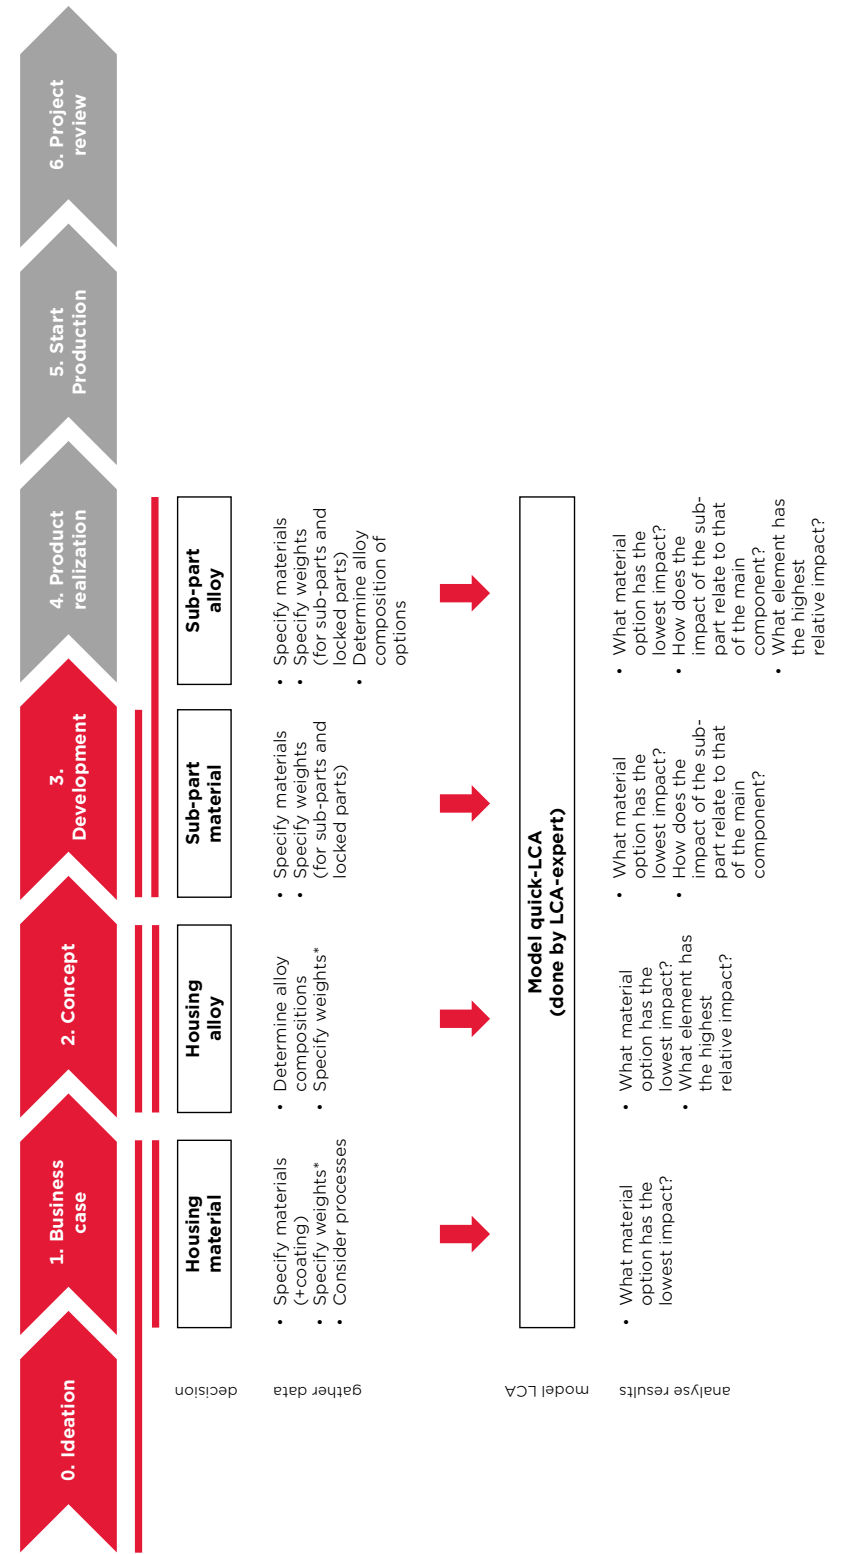 0. Ideation
1. Business
case
2. Concept
3.
Development
4. Product
realization
5. Start
Production
6. Project
review
decision
Housing
material
Housing
alloy
Sub-part
material
Sub-part
alloy
gather data
• Specify materials
(+coating)
• Specify weights*
• Consider processes
• Determine alloy
compositions
• Specify weights*
• Specify materials
• Specify weights
(for sub-parts and
locked parts)
• Specify materials
• Specify weights
(for sub-parts and
locked parts)
• Determine alloy
composition of
options
model LCA
Model quick-LCA
(done by LCA-expert)
analyse results
• What material
option has the
lowest impact?
• What material
option has the
lowest impact?
• What element has
the highest
relative impact?
• What material
option has the
lowest impact?
• How does the
impact of the sub-
part relate to that
of the main
component?
• What material
option has the
lowest impact?
• How does the
impact of the sub-
part relate to that
of the main
component?
• What element has
the highest
relative impact?